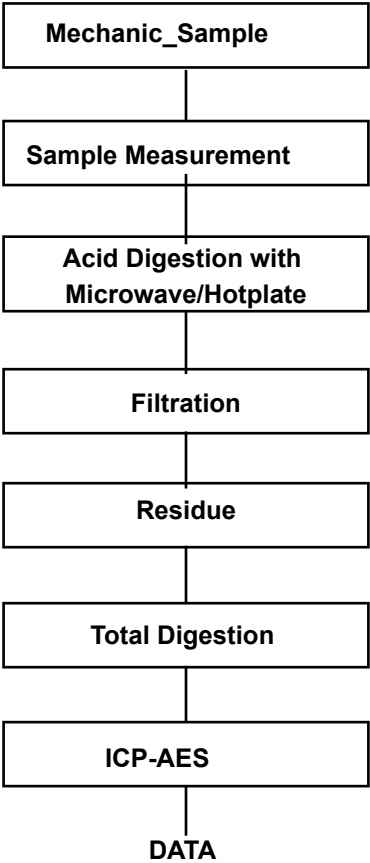 Mechanic_Sample
Sample Measurement
Acid Digestion with
Microwave/Hotplate
Filtration
Residue
Total Digestion
ICP-AES
DATA